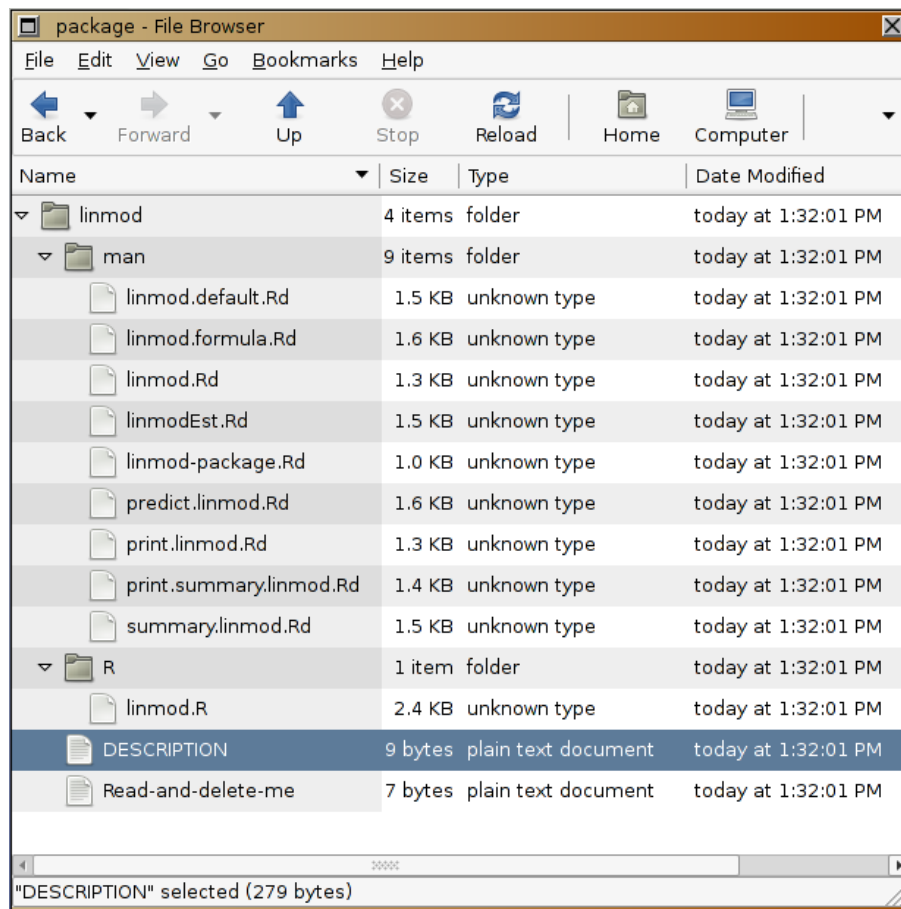 package - File Browser
File Edit View Go Bookmarks Help
Back Forward Up Stop Reload Home Computer
Name Size Type Date Modified
linmod 4 items folder today at 1:32:01 PM
man 9 items folder today at 1:32:01 PM
linmod.default.Rd 1.5 KB unknown type today at 1:32:01 PM
linmod.formula.Rd 1.6 KB unknown type today at 1:32:01 PM
linmod.Rd 1.3 KB unknown type today at 1:32:01 PM
linmodEst.Rd 1.5 KB unknown type today at 1:32:01 PM
linmod-package.Rd 1.0 KB unknown type today at 1:32:01 PM
predict.linmod.Rd 1.6 KB unknown type today at 1:32:01 PM
print.linmod.Rd 1.3 KB unknown type today at 1:32:01 PM
print.summary.linmod.Rd 1.4 KB unknown type today at 1:32:01 PM
summary.linmod.Rd 1.5 KB unknown type today at 1:32:01 PM
R 1 item folder today at 1:32:01 PM
linmod.R 2.4 KB unknown type today at 1:32:01 PM
DESCRIPTION 9 bytes plain text document today at 1:32:01 PM
Read-and-delete-me 7 bytes plain text document today at 1:32:01 PM
"DESCRIPTION" selected (279 bytes)